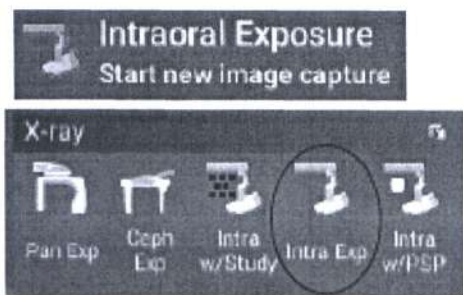 Intraoral Exposure
Start new image capture
X-ray
Pan Exp
Ceph
Exp
Intra
w/Study
Intra Exp
Intra
w/PSP